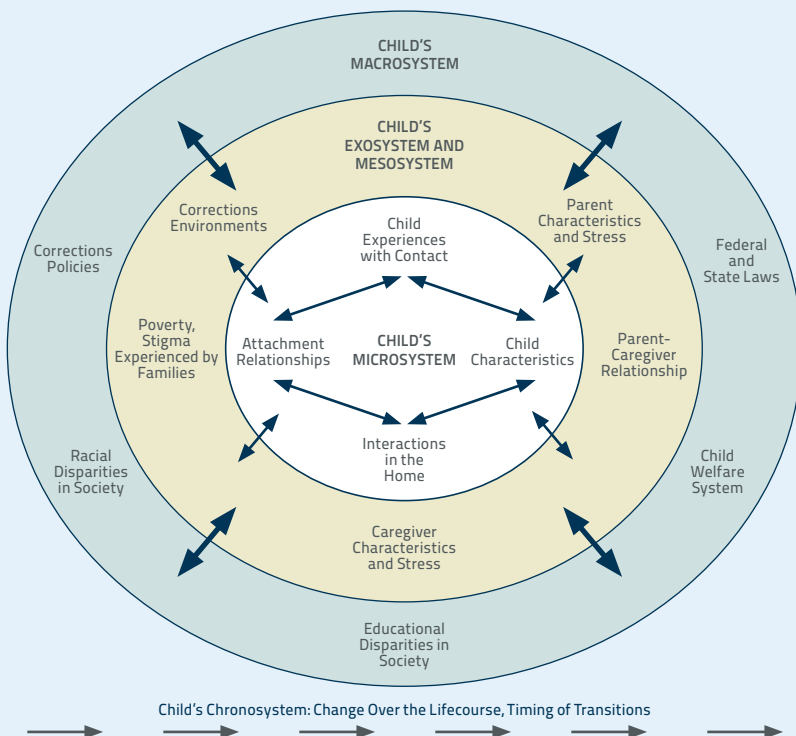 CHILD'S
MACROSYSTEM
CHILD'S
EXOSYSTEM AND
MESOSYSTEM
Corrections
Environments
Parent
Characteristics
and Stress
Child
Experiences
with Contact
Corrections
Policies
Federal
and
State Laws
Poverty,
Stigma
Experienced by
Families
Attachment
Relationships
CHILD'S
MICROSYSTEM
Child
Characteristics
Parent-
Caregiver
Relationship
Interactions
in the
Home
Racial
Disparities
in Society
Child
Welfare
System
Caregiver
Characteristics
and Stress
Educational
Disparities in
Society
Child's Chronosystem: Change Over the Lifecourse, Timing of Transitions